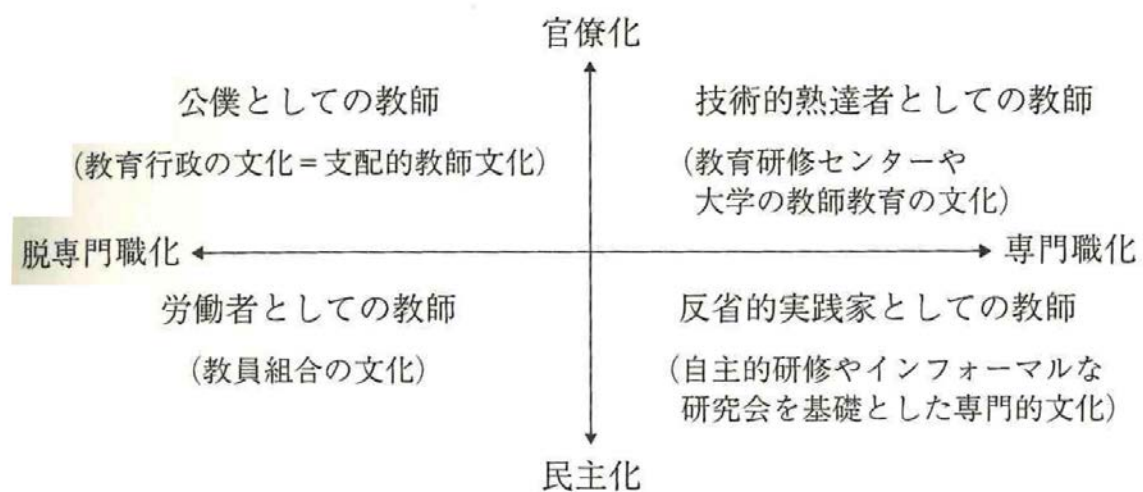 官僚化
公僕としての教師
技術的熟達者としての教師
(教育行政の文化＝支配的教師文化)
(教育研修センターや
大学の教師教育の文化)
脱専門職化
専門職化
労働者としての教師
反省的実践家としての教師
(教員組合の文化)
(自主的研修やインフォーマルな
研究会を基礎とした専門的文化)
民主化